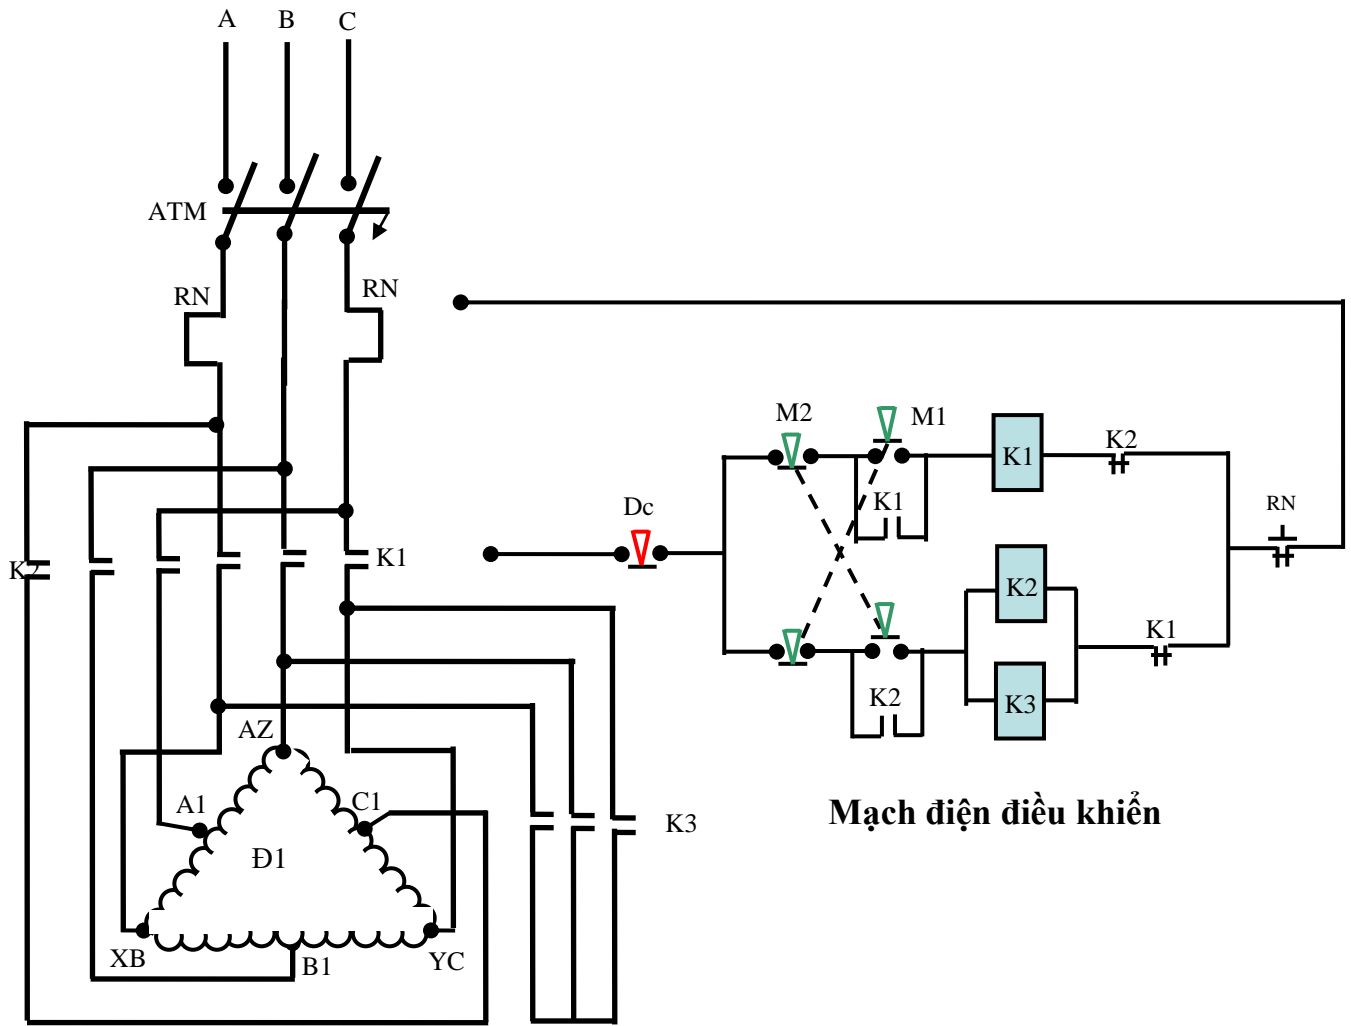 A B C
ATM
RN RN
M2 M1
K1 K2
K1
Dc RN
K2 K1
K2
K1
K2 K3
AZ
A1 C1
K3
Đ1
Mạch điện điều khiển
XB B1 YC